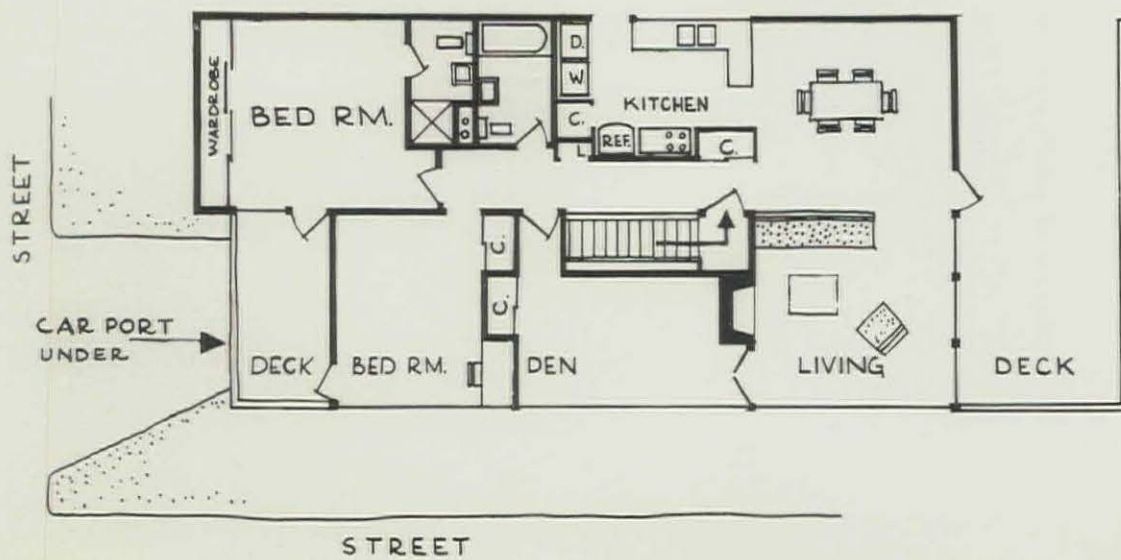 STREET
WARDROBE
BED RM.
D.
W
C.
L
KITCHEN
REF.
C.
CAR PORT
UNDER
DECK
BED RM.
C.
C.
DEN
LIVING
DECK
STREET